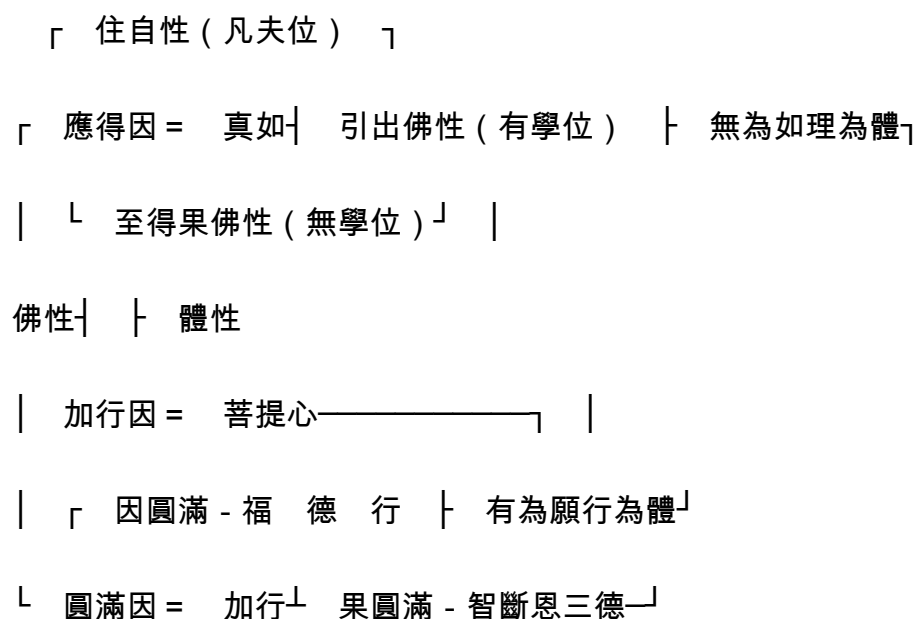 ┌　住自性（凡夫位）　┐
┌　應得因＝　真如┤　引出佛性（有學位）　├　無為如理為體┐
│　└　至得果佛性（無學位）┘　│
佛性┤　├　體性
│　加行因＝　菩提心───────┐　│
│　┌　因圓滿－福　德　行　├　有為願行為體┘
└　圓滿因＝　加行┴　果圓滿－智斷恩三德─┘